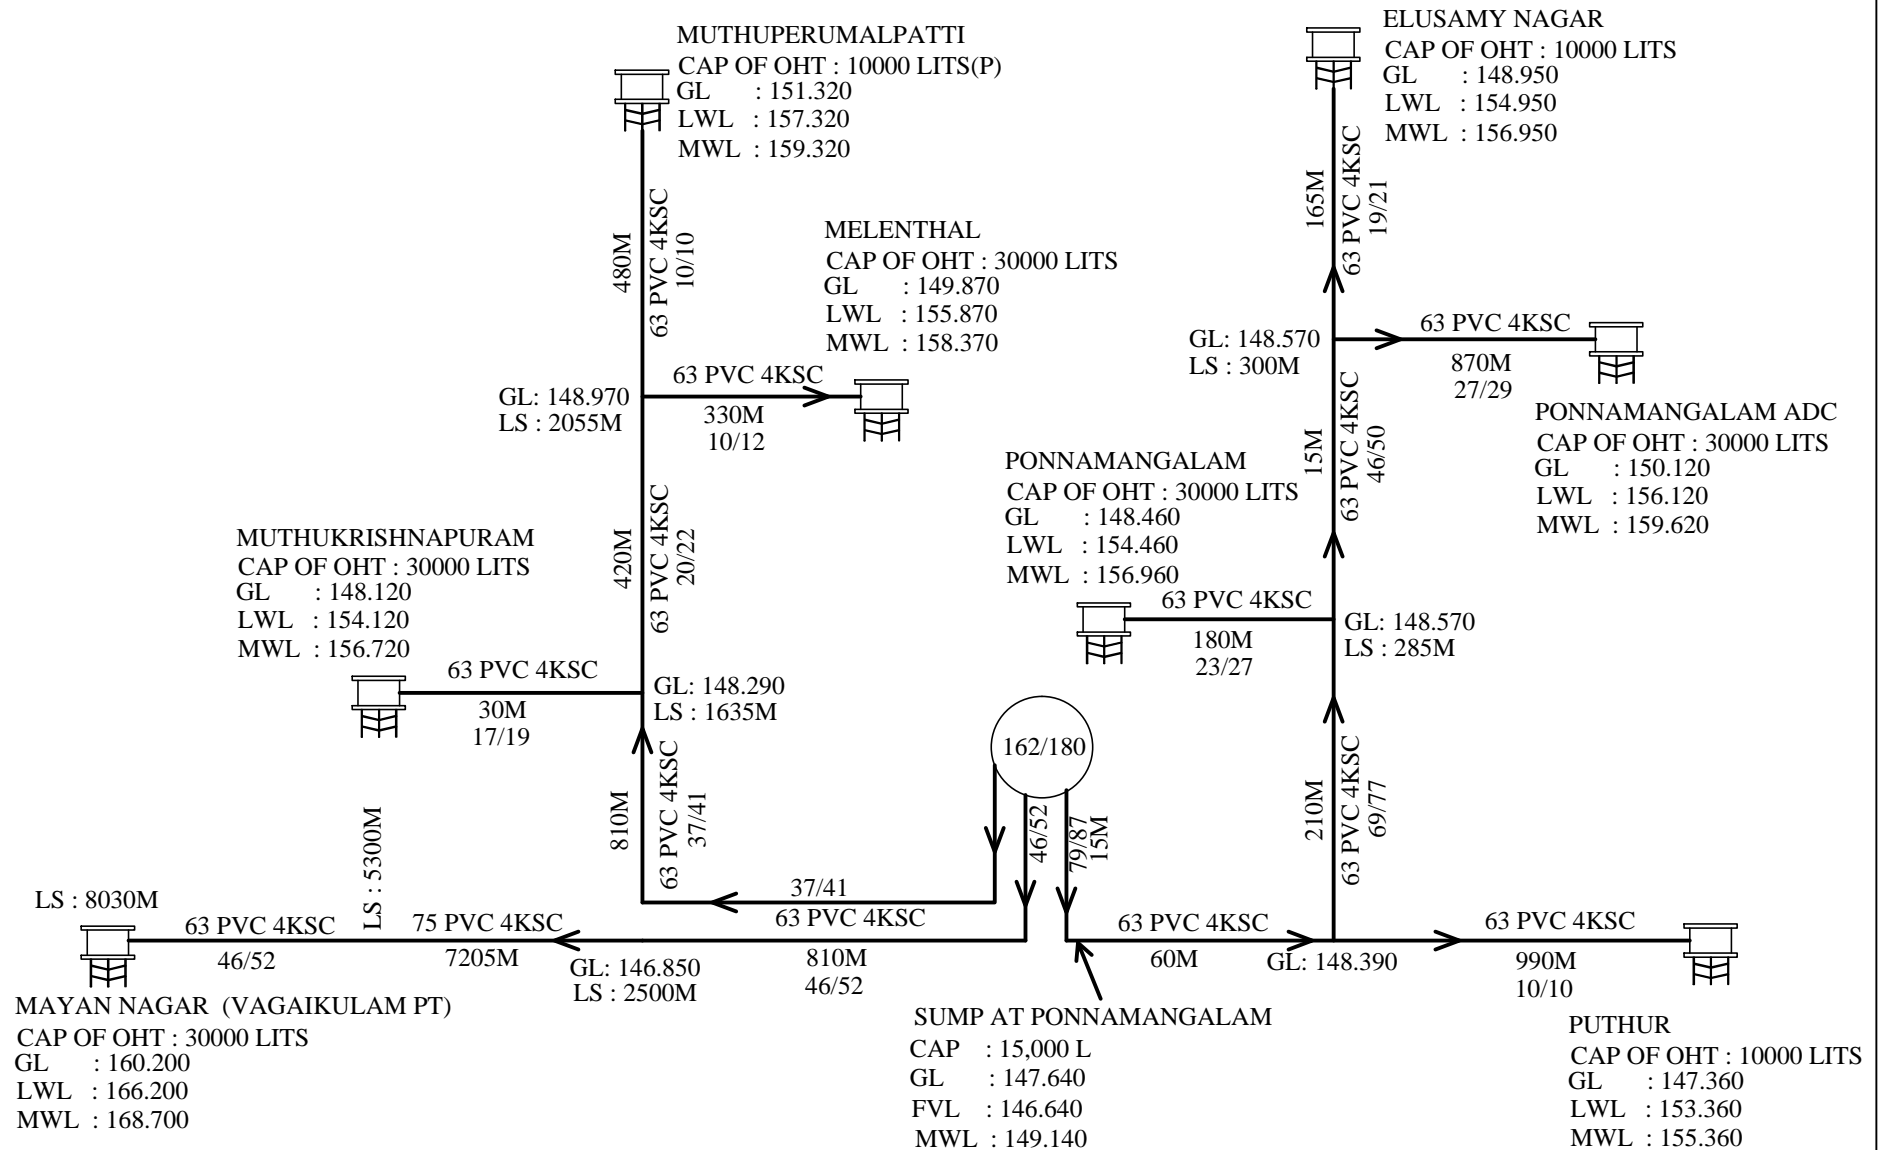 MUTHUPERUMALPATTI
CAP OF OHT : 10000 LITS(P)
GL : 151.320
LWL : 157.320
MWL : 159.320
ELUSAMY NAGAR
CAP OF OHT : 10000 LITS
GL : 148.950
LWL : 154.950
MWL : 156.950
480M
63 PVC 4KSC
10/10
165M
63 PVC 4KSC
19/21
MELENTHAL
CAP OF OHT : 30000 LITS
GL : 149.870
LWL : 155.870
MWL : 158.370
GL: 148.970
LS : 2055M
63 PVC 4KSC
330M
10/12
GL: 148.570
LS : 300M
63 PVC 4KSC
870M
27/29
PONNAMANGALAM ADC
CAP OF OHT : 30000 LITS
GL : 150.120
LWL : 156.120
MWL : 159.620
15M
63 PVC 4KSC
46/50
PONNAMANGALAM
CAP OF OHT : 30000 LITS
GL : 148.460
LWL : 154.460
MWL : 156.960
63 PVC 4KSC
180M
23/27
GL: 148.570
LS : 285M
420M
63 PVC 4KSC
20/22
MUTHUKRISHNAPURAM
CAP OF OHT : 30000 LITS
GL : 148.120
LWL : 154.120
MWL : 156.720
63 PVC 4KSC
30M
17/19
GL: 148.290
LS : 1635M
162/180
810M
63 PVC 4KSC
37/41
46/52
79/87
15M
210M
63 PVC 4KSC
69/77
37/41
63 PVC 4KSC
810M
46/52
LS : 8030M
63 PVC 4KSC
46/52
LS : 5300M
75 PVC 4KSC
7205M
GL: 146.850
LS : 2500M
63 PVC 4KSC
60M
GL: 148.390
63 PVC 4KSC
990M
10/10
MAYAN NAGAR (VAGAIKULAM PT)
CAP OF OHT : 30000 LITS
GL : 160.200
LWL : 166.200
MWL : 168.700
SUMP AT PONNAMANGALAM
CAP : 15,000 L
GL : 147.640
FVL : 146.640
MWL : 149.140
PUTHUR
CAP OF OHT : 10000 LITS
GL : 147.360
LWL : 153.360
MWL : 155.360